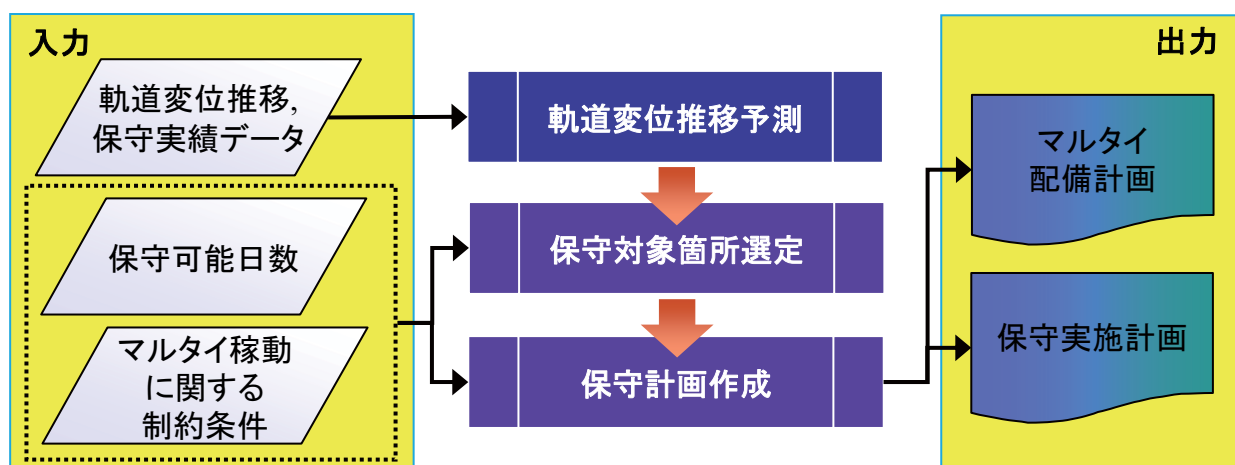 入力
軌道変位推移,
保守実績データ
保守可能日数
マルタイ稼動
に関する
制約条件
軌道変位推移予測
保守対象箇所選定
保守計画作成
出力
マルタイ
配備計画
保守実施計画